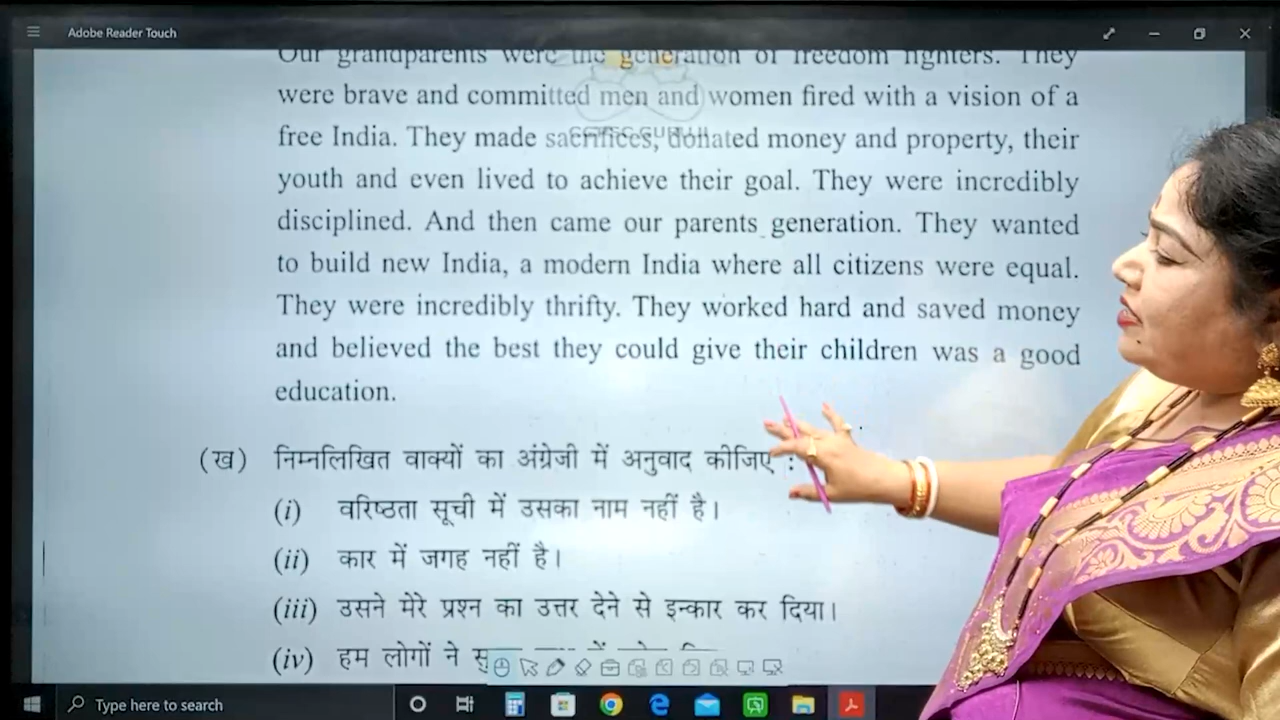 Adobe Reader Touch
Our grandparents were the generation of freedom fighters. They
were brave and committed men and women fired with a vision of a
free India. They made sacrifices, donated money and property, their
youth and even lived to achieve their goal. They were incredibly
disciplined. And then came our parents generation. They wanted
to build new India, a modern India where all citizens were equal.
They were incredibly thrifty. They worked hard and saved money
and believed the best they could give their children was a good
education.
(ख) निम्नलिखित वाक्यों का अंग्रेजी में अनुवाद कीजिए :
(i) वरिष्ठता सूची में उसका नाम नहीं है।
(ii) कार में जगह नहीं है।
(iii) उसने मेरे प्रश्न का उत्तर देने से इन्कार कर दिया।
(iv) हम लोगों ने
Type here to search